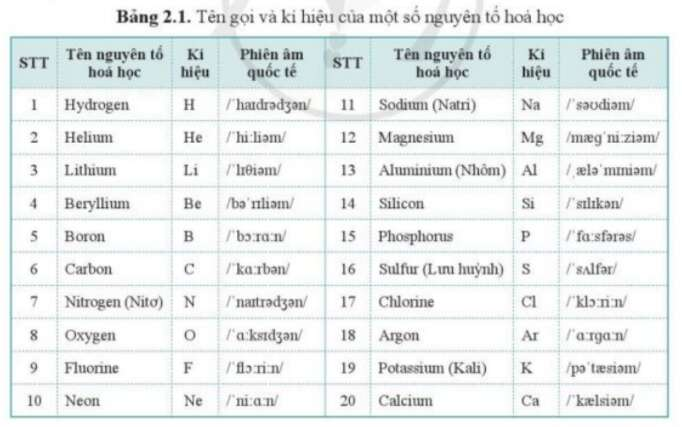 Bảng 2.1. Tên gọi và kí hiệu của một số nguyên tố hoá học
STT Tên nguyên tố hoá học Kí hiệu Phiên âm quốc tế STT Tên nguyên tố hoá học Kí hiệu Phiên âm quốc tế
1 Hydrogen H /ˈhaɪdrədʒən/ 11 Sodium (Natri) Na /ˈsəʊdiəm/
2 Helium He /ˈhiːliəm/ 12 Magnesium Mg /mæɡˈniːziəm/
3 Lithium Li /ˈlɪθiəm/ 13 Aluminium (Nhôm) Al /ˌæləˈmɪniəm/
4 Beryllium Be /bəˈrɪliəm/ 14 Silicon Si /ˈsɪlɪkən/
5 Boron B /ˈbɔːrɑːn/ 15 Phosphorus P /ˈfɑːsfərəs/
6 Carbon C /ˈkɑːrbən/ 16 Sulfur (Lưu huỳnh) S /ˈsʌlfər/
7 Nitrogen (Nitơ) N /ˈnaɪtrədʒən/ 17 Chlorine Cl /ˈklɔːriːn/
8 Oxygen O /ˈɑːksɪdʒən/ 18 Argon Ar /ˈɑːrɡɑːn/
9 Fluorine F /ˈflɔːriːn/ 19 Potassium (Kali) K /pəˈtæsiəm/
10 Neon Ne /ˈniːɑːn/ 20 Calcium Ca /ˈkælsiəm/